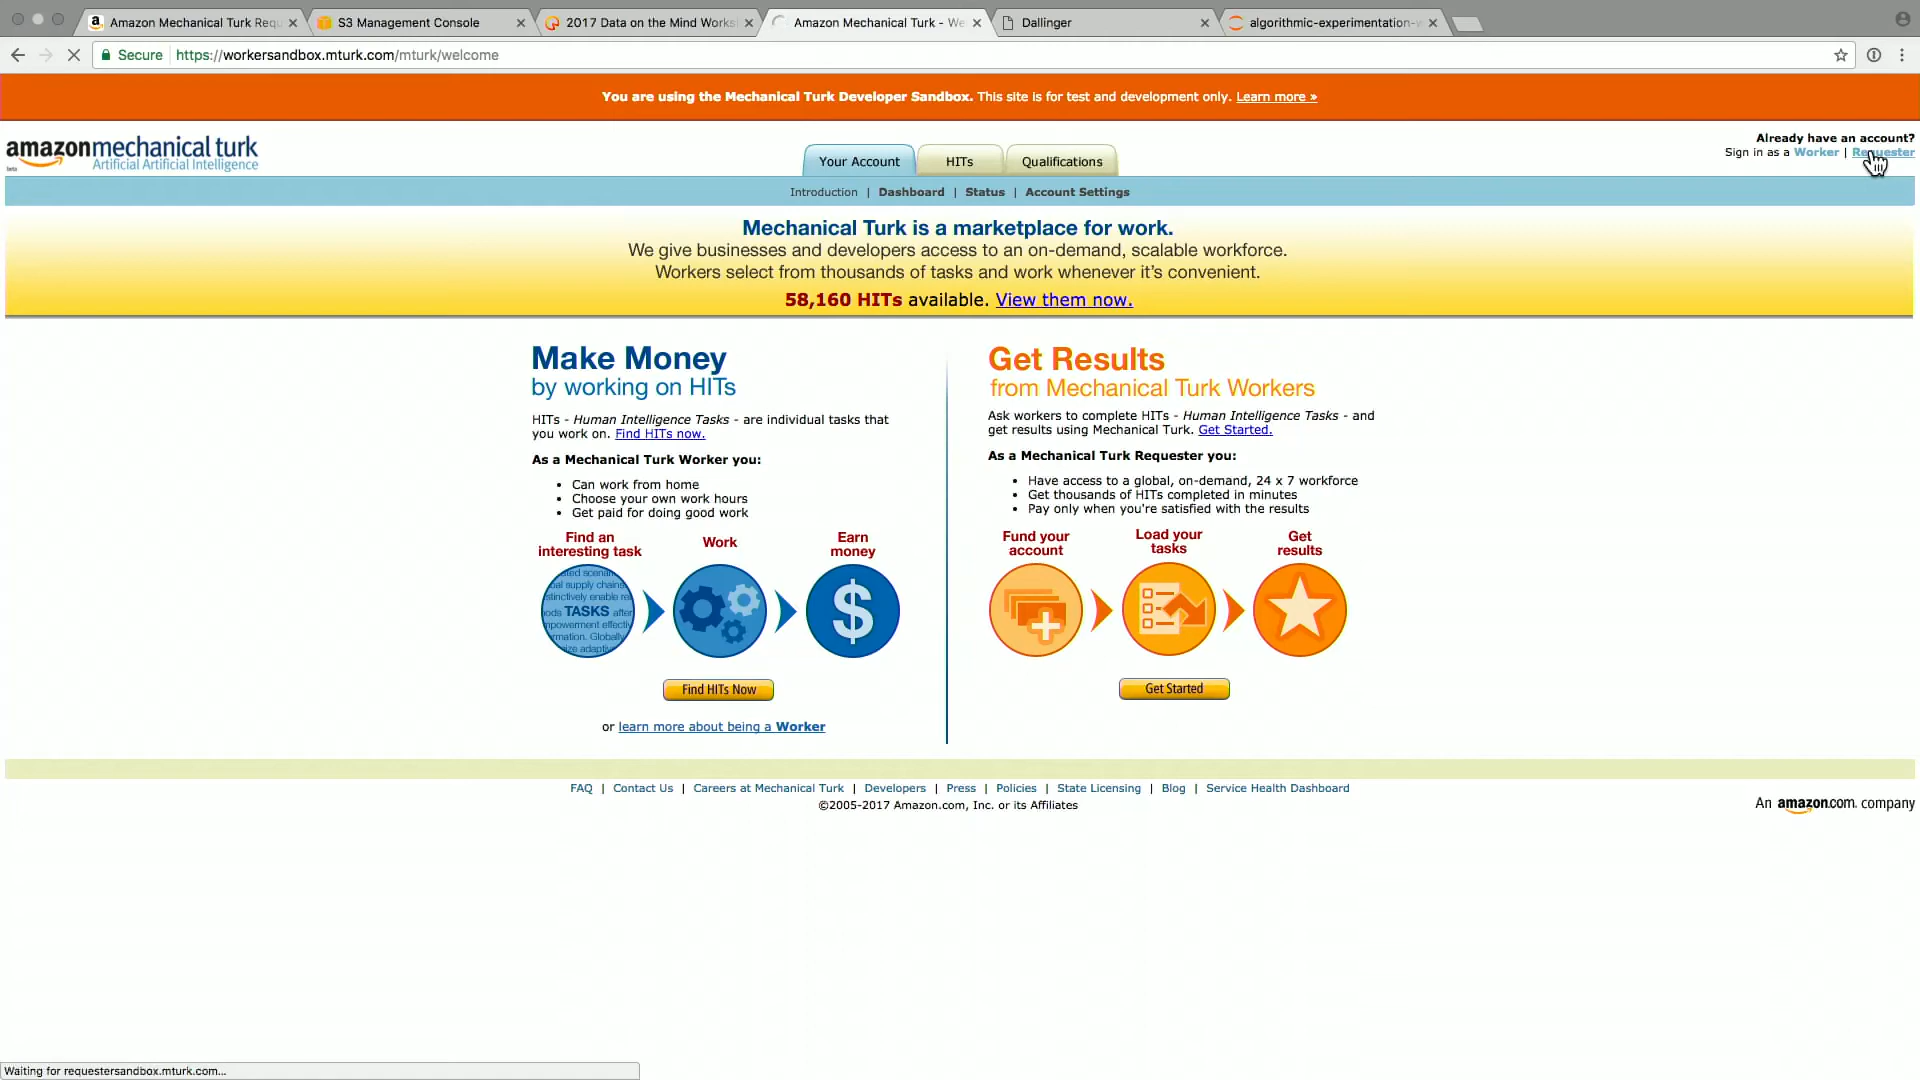 Amazon Mechanical Turk Requ
S3 Management Console
2017 Data on the Mind Worksh
Amazon Mechanical Turk - We
Dallinger
algorithmic-experimentation-w
Secure https://workersandbox.mturk.com/mturk/welcome
You are using the Mechanical Turk Developer Sandbox. This site is for test and development only. Learn more »
amazonmechanical turk
Artificial Artificial Intelligence
beta
Your Account
HITs
Qualifications
Already have an account?
Sign in as a Worker | Requester
Introduction | Dashboard | Status | Account Settings
Mechanical Turk is a marketplace for work.
We give businesses and developers access to an on-demand, scalable workforce.
Workers select from thousands of tasks and work whenever it's convenient.
58,160 HITs available. View them now.
Make Money
by working on HITs
HITs - Human Intelligence Tasks - are individual tasks that
you work on. Find HITs now.
As a Mechanical Turk Worker you:
• Can work from home
• Choose your own work hours
• Get paid for doing good work
Find an
interesting task
Work
Earn
money
TASKS
$
Find HITs Now
or learn more about being a Worker
Get Results
from Mechanical Turk Workers
Ask workers to complete HITs - Human Intelligence Tasks - and
get results using Mechanical Turk. Get Started.
As a Mechanical Turk Requester you:
• Have access to a global, on-demand, 24 x 7 workforce
• Get thousands of HITs completed in minutes
• Pay only when you're satisfied with the results
Fund your
account
Load your
tasks
Get
results
Get Started
FAQ | Contact Us | Careers at Mechanical Turk | Developers | Press | Policies | State Licensing | Blog | Service Health Dashboard
©2005-2017 Amazon.com, Inc. or its Affiliates
An amazon.com. company
Waiting for requestersandbox.mturk.com...